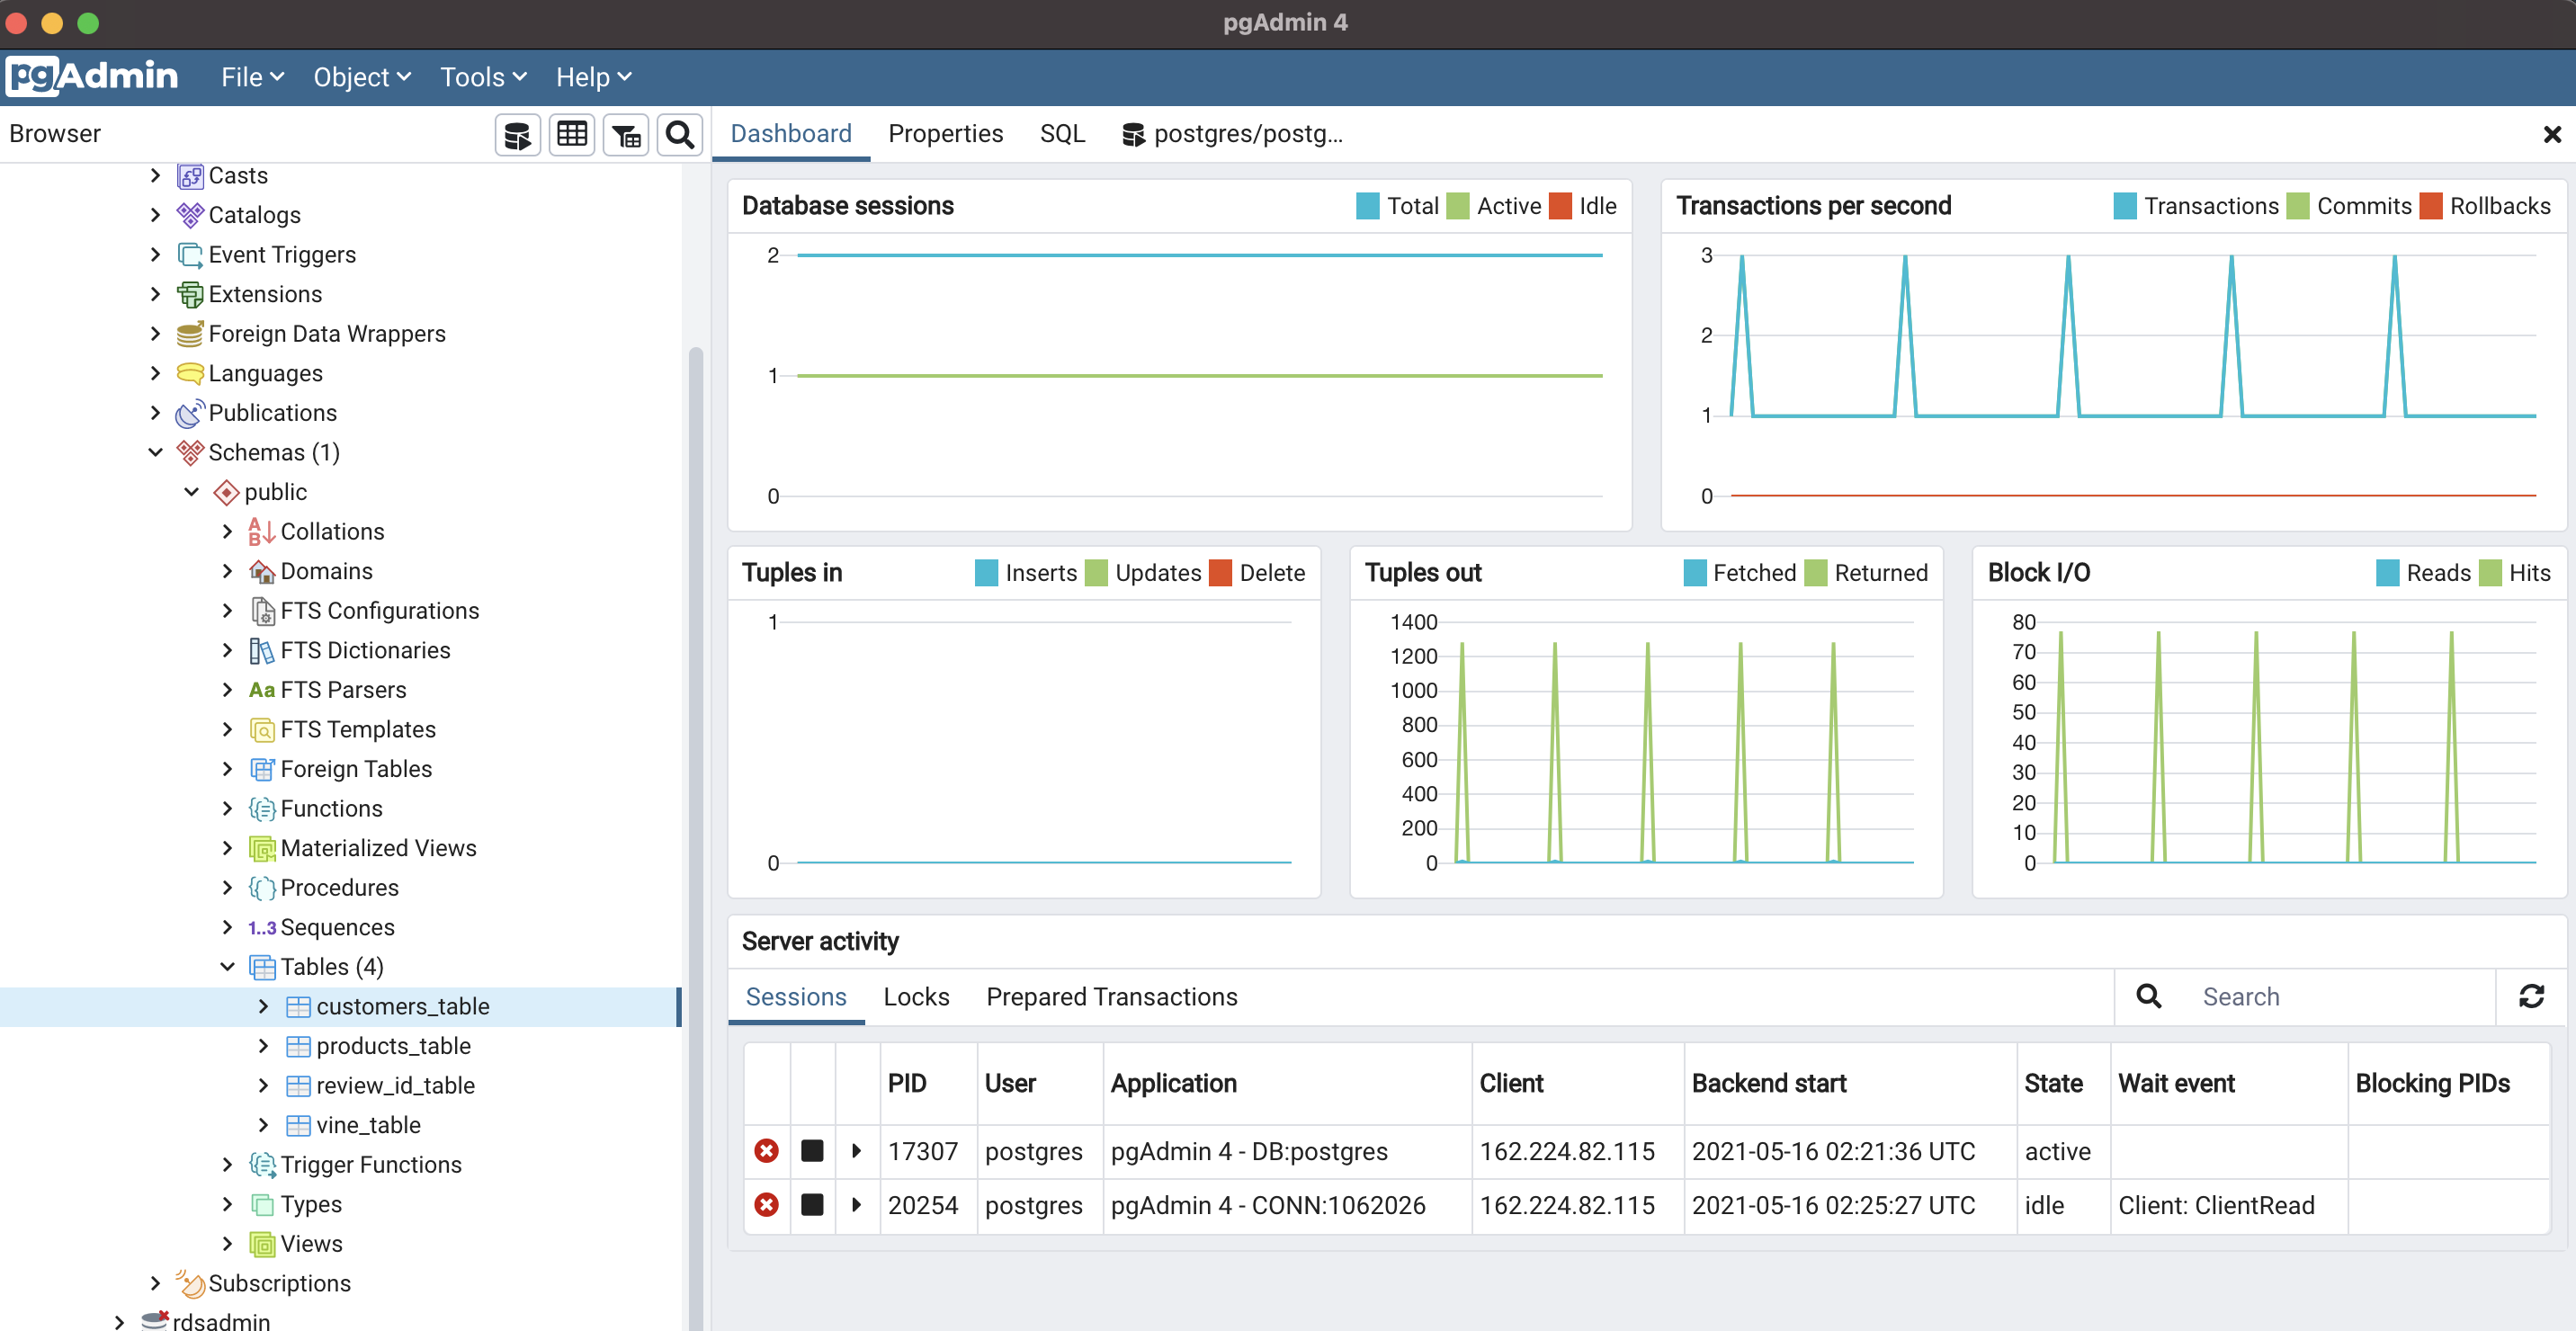 pgAdmin 4
pgAdmin File Object Tools Help
Browser
Dashboard Properties SQL postgres/postg...
Casts
Catalogs
Event Triggers
Extensions
Foreign Data Wrappers
Languages
Publications
Schemas (1)
public
Collations
Domains
FTS Configurations
FTS Dictionaries
Aa FTS Parsers
FTS Templates
Foreign Tables
Functions
Materialized Views
Procedures
1..3 Sequences
Tables (4)
customers_table
products_table
review_id_table
vine_table
Trigger Functions
Types
Views
Subscriptions
rdsadmin
Database sessions Total Active Idle
2
1
0
Transactions per second Transactions Commits Rollbacks
3
2
1
0
Tuples in Inserts Updates Delete
1
0
Tuples out Fetched Returned
1400
1200
1000
800
600
400
200
0
Block I/O Reads Hits
80
70
60
50
40
30
20
10
0
Server activity
Sessions Locks Prepared Transactions Search
PID User Application Client Backend start State Wait event Blocking PIDs
17307 postgres pgAdmin 4 - DB:postgres 162.224.82.115 2021-05-16 02:21:36 UTC active
20254 postgres pgAdmin 4 - CONN:1062026 162.224.82.115 2021-05-16 02:25:27 UTC idle Client: ClientRead